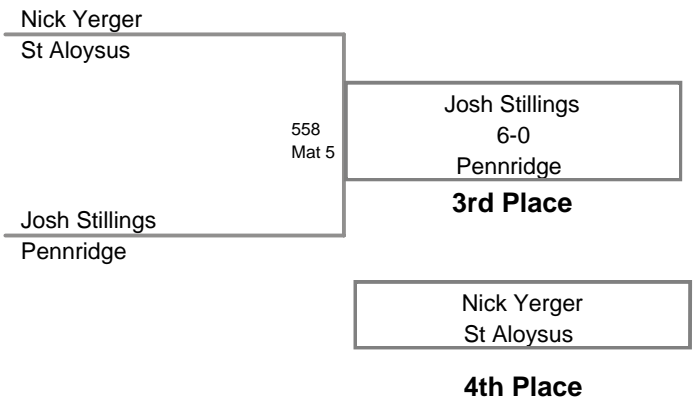 Nick Yerger
St Aloysus
558
Mat 5
Josh Stillings
6-0
Pennridge
3rd Place
Josh Stillings
Pennridge
Nick Yerger
St Aloysus
4th Place